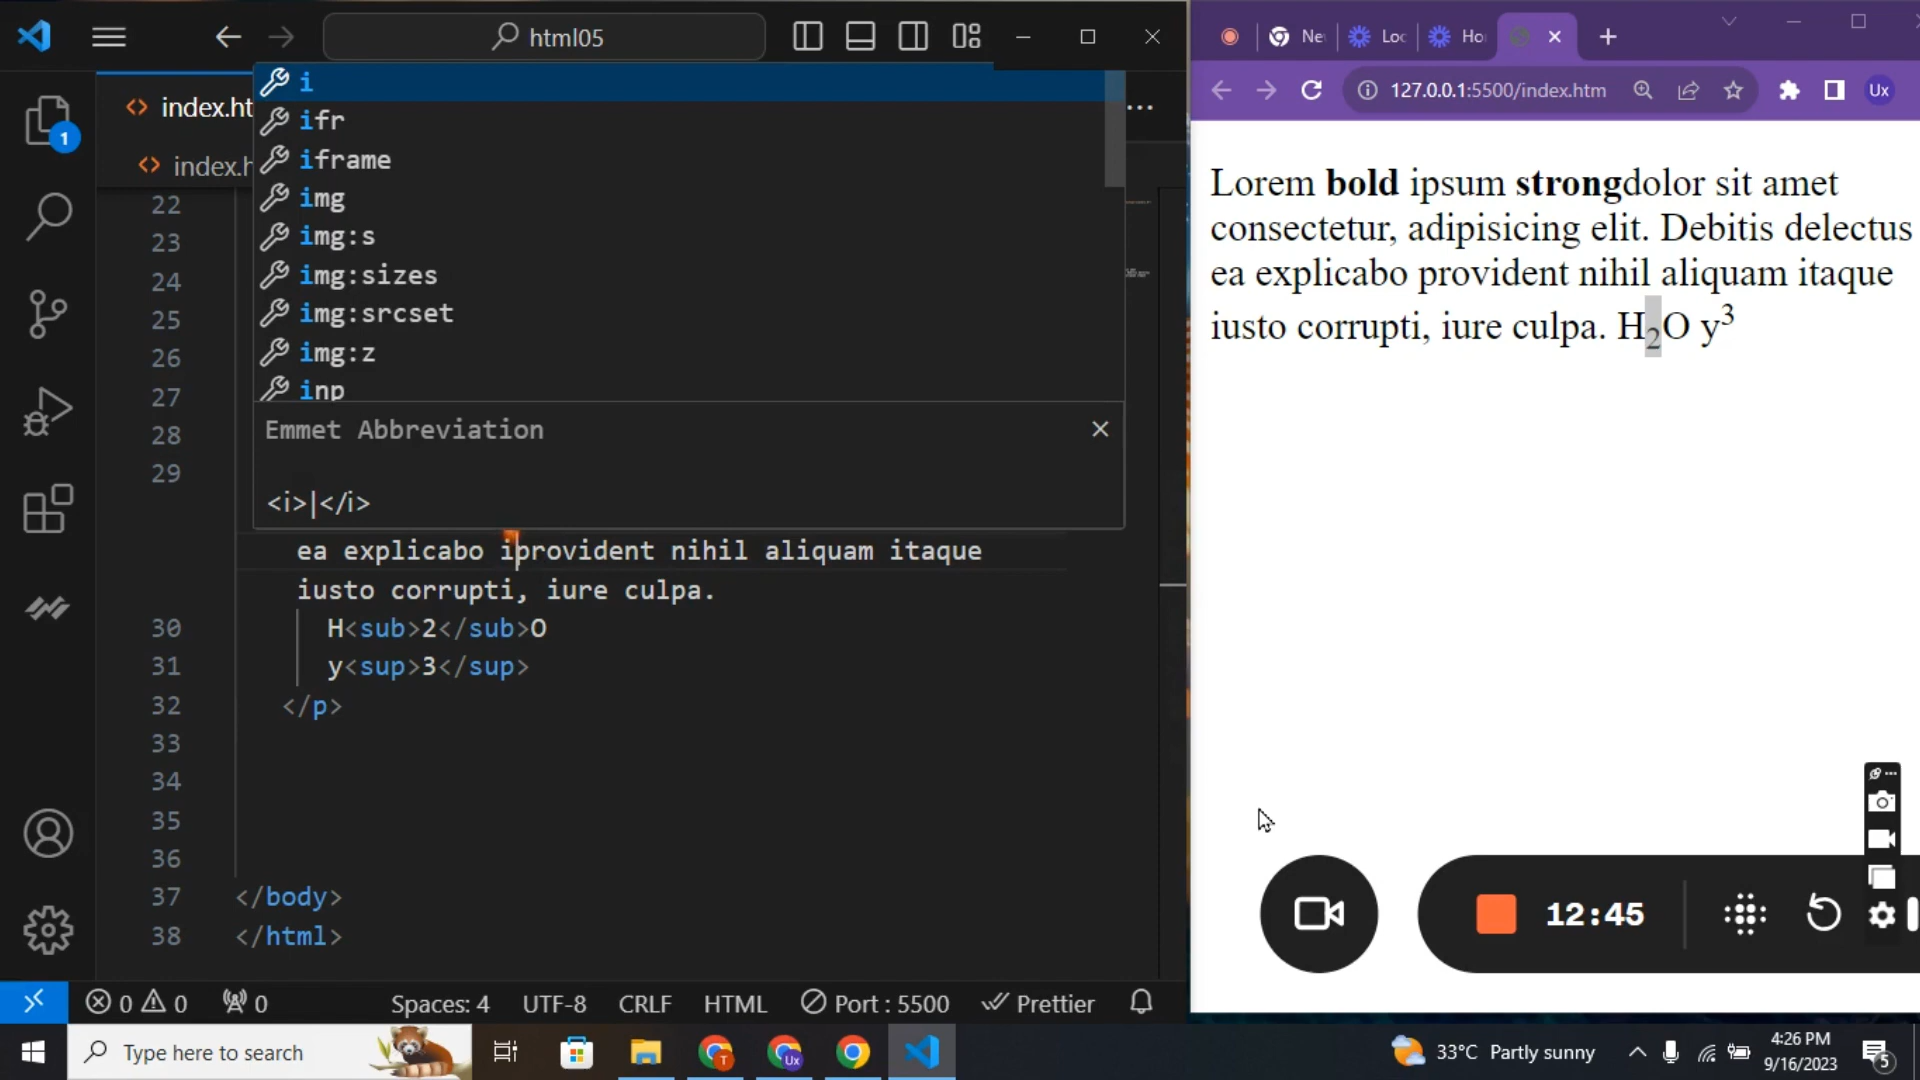 html05
index.ht
index.h
i
ifr
iframe
img
img:s
img:sizes
img:srcset
img:z
inp
Emmet Abbreviation
<i>|</i>
22
23
24
25
26
27
28
29
ea explicabo iprovident nihil aliquam itaque
iusto corrupti, iure culpa.
30 H<sub>2</sub>O
31 y<sup>3</sup>
32 </p>
33
34
35
36
37 </body>
38 </html>
1
0 0 0 Spaces: 4 UTF-8 CRLF HTML Port : 5500 Prettier
Ne Loc Ho
127.0.0.1:5500/index.htm
Ux
Lorem bold ipsum strongdolor sit amet
consectetur, adipisicing elit. Debitis delectus
ea explicabo provident nihil aliquam itaque
iusto corrupti, iure culpa. H₂O y³
12:45
Type here to search
T
Ux
33°C Partly sunny
4:26 PM
9/16/2023
5